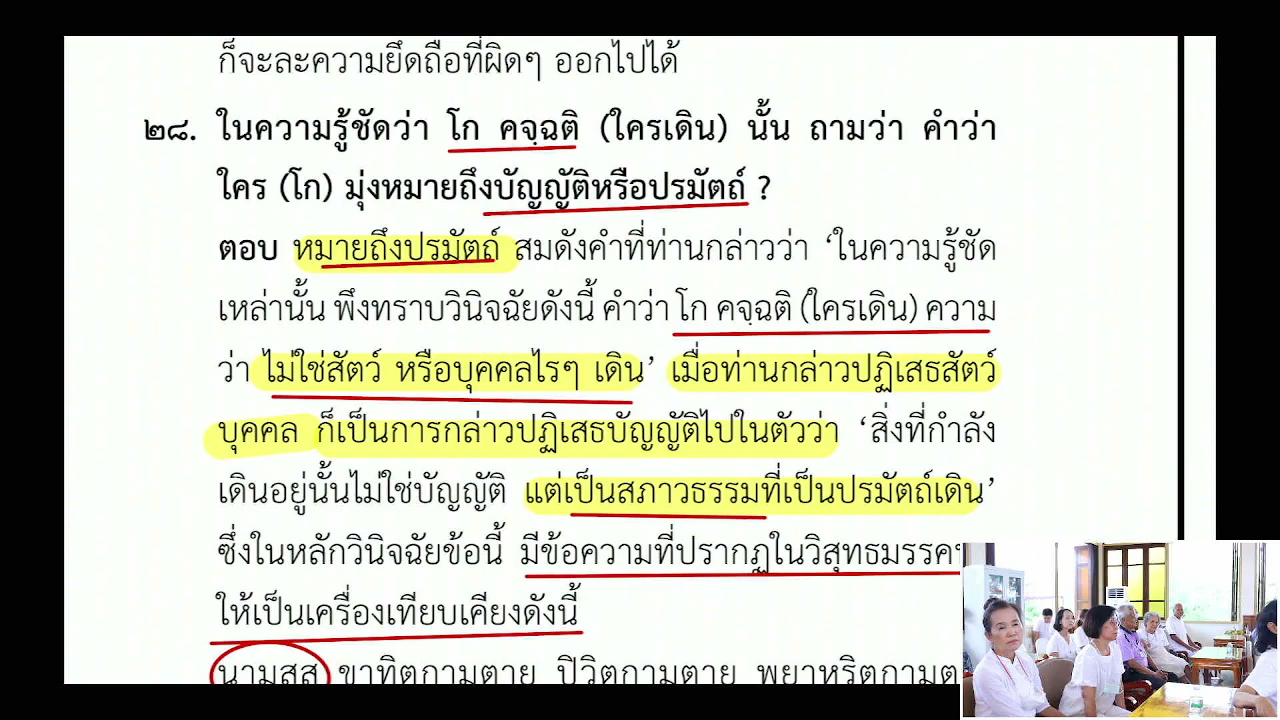 ก็จะละความยึดถือที่ผิดๆ ออกไปได้
๒๘. ในความรู้ชัดว่า โก คจฺฉติ (ใครเดิน) นั้น ถามว่า คำว่า
ใคร (โก) มุ่งหมายถึงบัญญัติหรือปรมัตถ์ ?
ตอบ หมายถึงปรมัตถ์ สมดังคำที่ท่านกล่าวว่า ‘ในความรู้ชัด
เหล่านั้น พึงทราบวินิจฉัยดังนี้ คำว่า โก คจฺฉติ (ใครเดิน) ความ
ว่า ไม่ใช่สัตว์ หรือบุคคลไรๆ เดิน’ เมื่อท่านกล่าวปฏิเสธสัตว์
บุคคล ก็เป็นการกล่าวปฏิเสธบัญญัติไปในตัวว่า ‘สิ่งที่กำลัง
เดินอยู่นั้นไม่ใช่บัญญัติ แต่เป็นสภาวธรรมที่เป็นปรมัตถ์เดิน’
ซึ่งในหลักวินิจฉัยข้อนี้ มีข้อความที่ปรากฏในวิสุทธมรรค
ให้เป็นเครื่องเทียบเคียงดังนี้